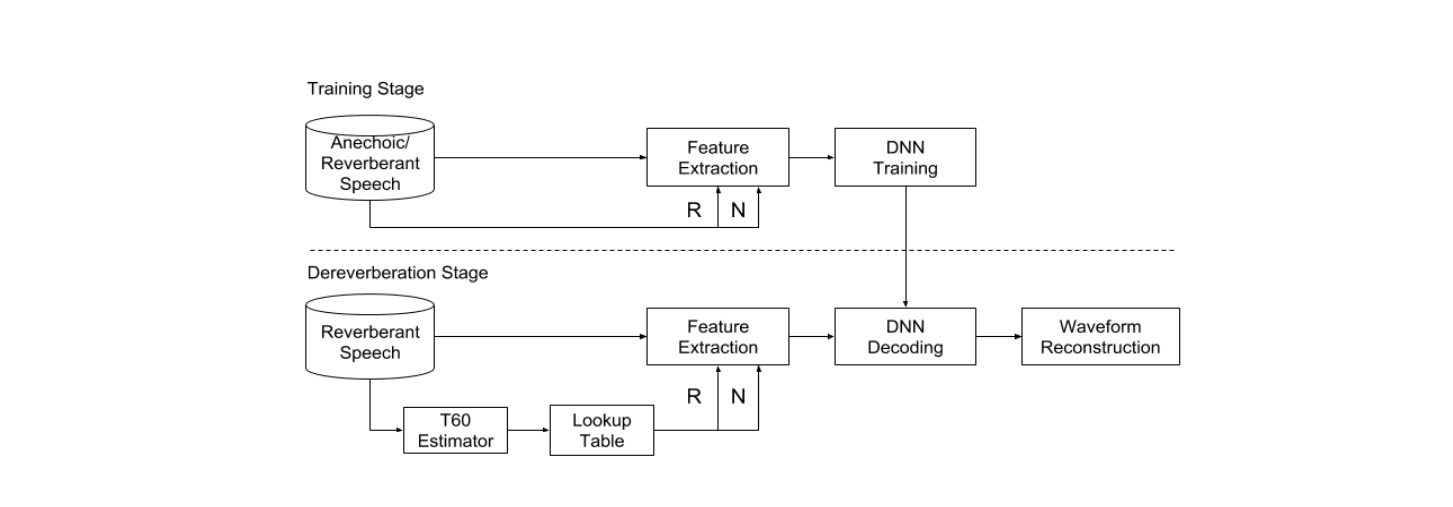 Training Stage
Anechoic/
Reverberant
Speech
Feature
Extraction
DNN
Training
R
N
Dereverberation Stage
Reverberant
Speech
Feature
Extraction
DNN
Decoding
Waveform
Reconstruction
R
N
T60
Estimator
Lookup
Table